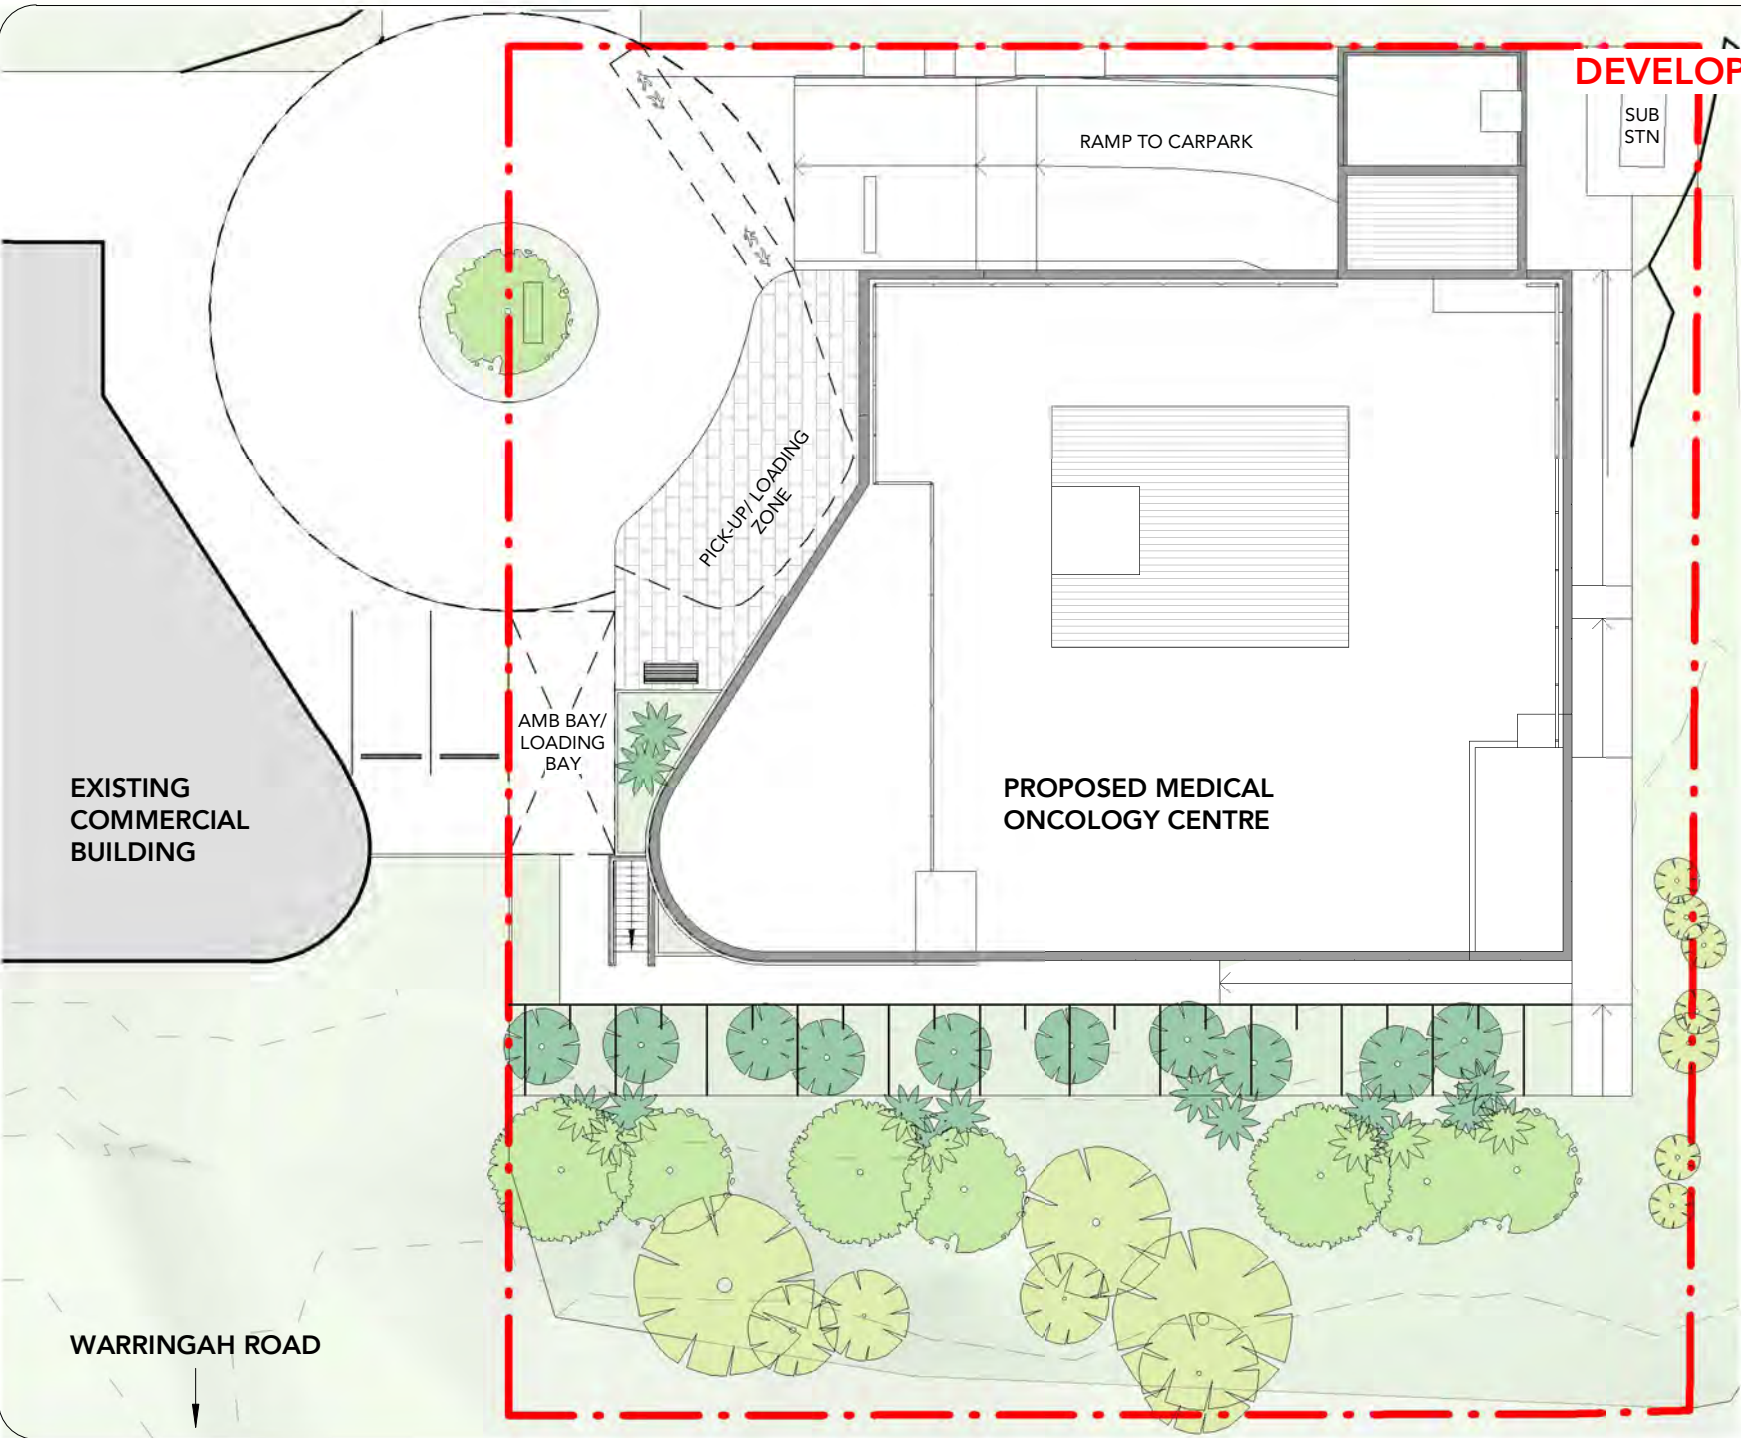 DEVELOP
SUB
STN
RAMP TO CARPARK
PICK-UP/ LOADING
ZONE
AMB BAY/
LOADING
BAY
EXISTING
COMMERCIAL
BUILDING
PROPOSED MEDICAL
ONCOLOGY CENTRE
WARRINGAH ROAD